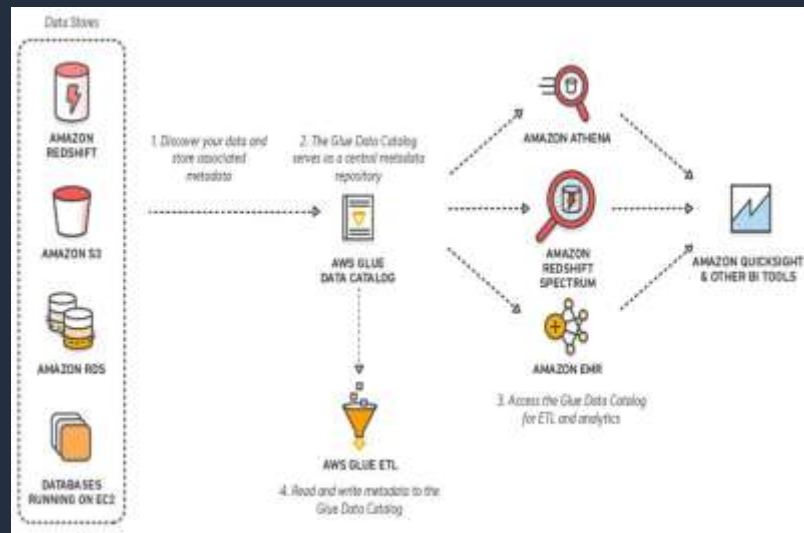 Data Stores
AMAZON
REDSHIFT
AMAZON S3
AMAZON RDS
DATABASES
RUNNING ON EC2
1. Discover your data and
store associated
metadata
2. The Glue Data Catalog
serves as a central metadata
repository
AWS GLUE
DATA CATALOG
AWS GLUE ETL
4. Read and write metadata to the
Glue Data Catalog
AMAZON ATHENA
AMAZON
REDSHIFT
SPECTRUM
AMAZON EMR
3. Access the Glue Data Catalog
for ETL and analytics
AMAZON QUICKSIGHT
& OTHER BI TOOLS